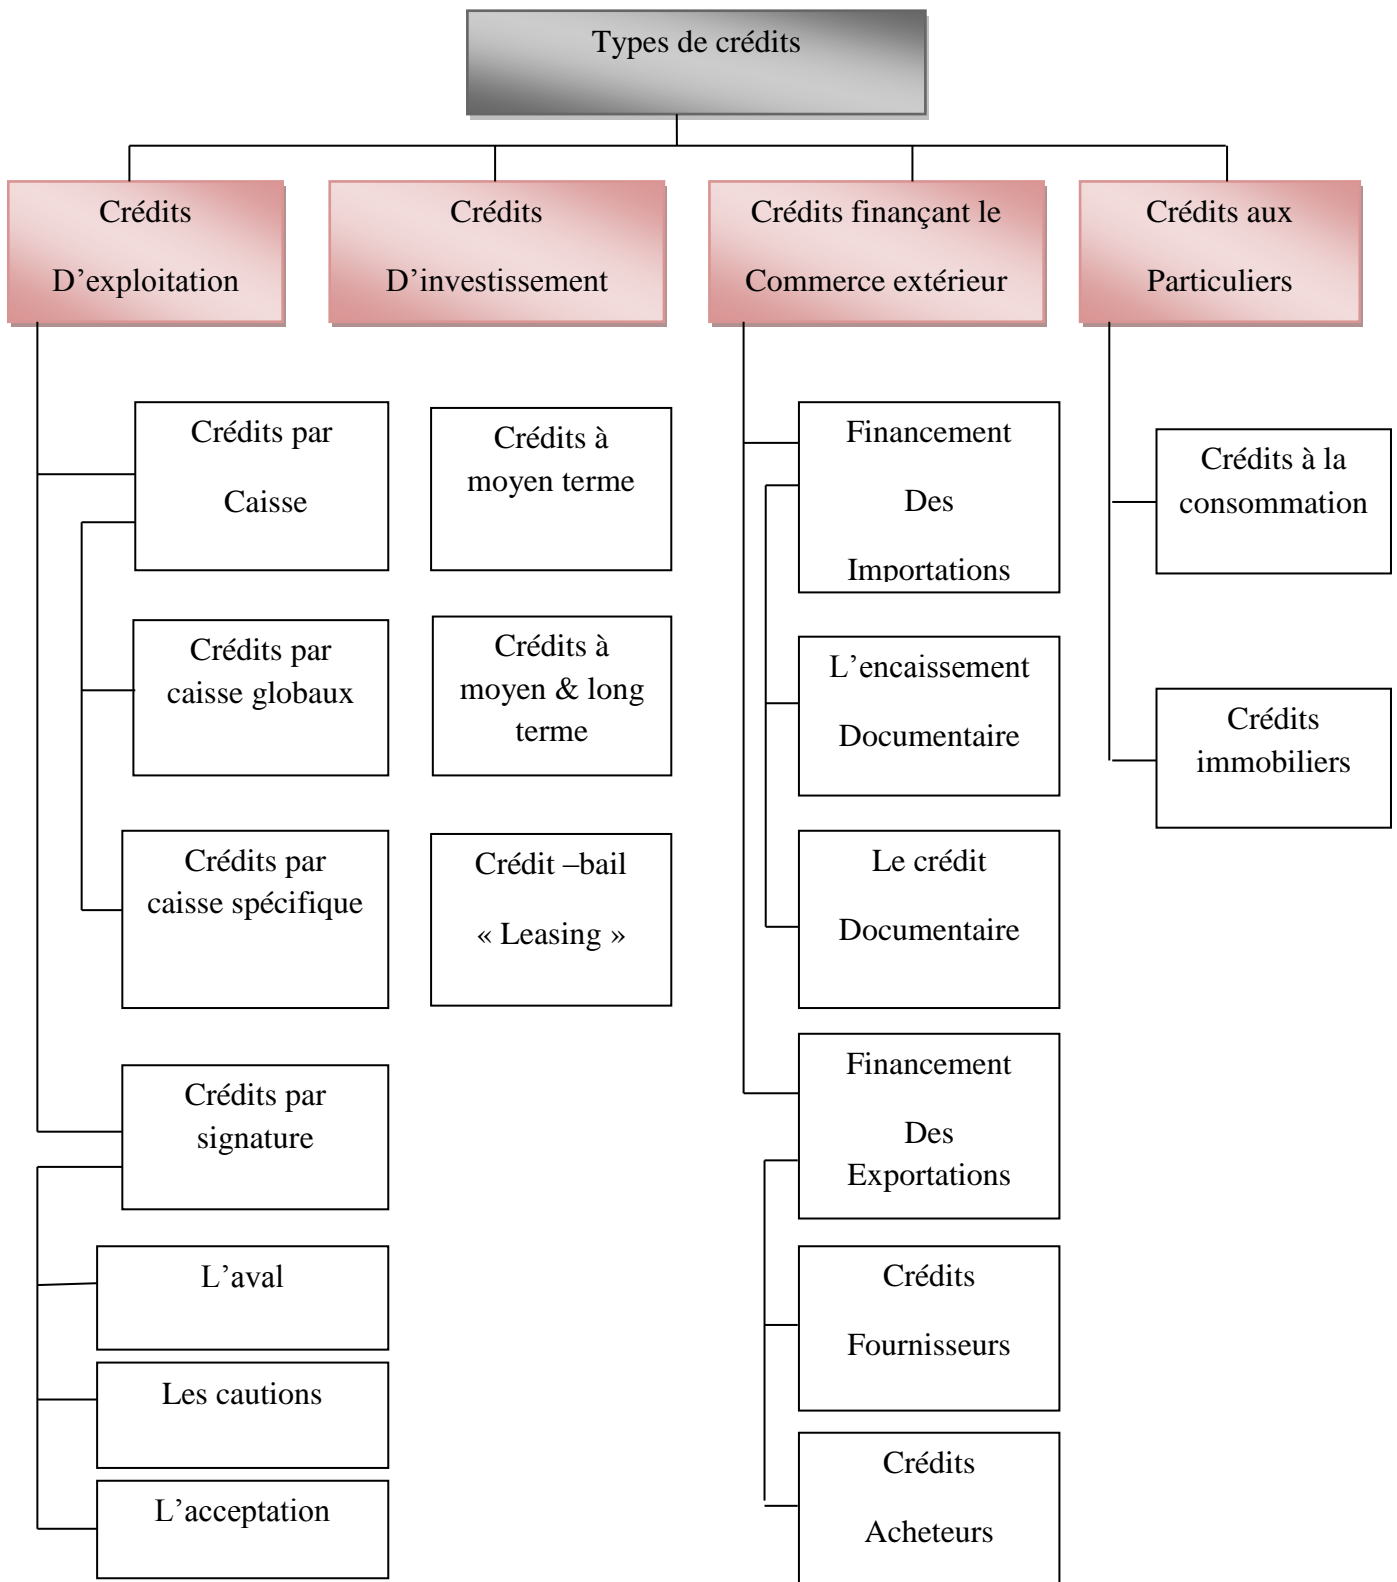 Types de crédits
Crédits
D’exploitation
Crédits
D’investissement
Crédits finançant le
Commerce extérieur
Crédits aux
Particuliers
Crédits par
Caisse
Crédits par
caisse globaux
Crédits par
caisse spécifique
Crédits par
signature
L’aval
Les cautions
L’acceptation
Crédits à
moyen terme
Crédits à
moyen & long
terme
Crédit –bail
« Leasing »
Financement
Des
Importations
L’encaissement
Documentaire
Le crédit
Documentaire
Financement
Des
Exportations
Crédits
Fournisseurs
Crédits
Acheteurs
Crédits à la
consommation
Crédits
immobiliers